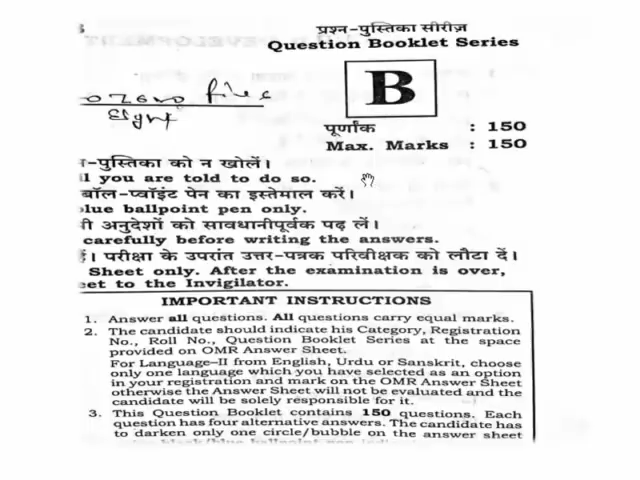 प्रश्न-पुस्तिका सीरीज़
Question Booklet Series
B
पूर्णांक : 150
Max. Marks : 150
-पुस्तिका को न खोलें।
you are told to do so.
बॉल-प्वाइंट पेन का इस्तेमाल करें।
lue ballpoint pen only.
अनुदेशों को सावधानीपूर्वक पढ़ लें।
carefully before writing the answers.
। परीक्षा के उपरांत उत्तर-पत्रक परिवीक्षक को लौटा दें।
Sheet only. After the examination is over,
et to the Invigilator.
IMPORTANT INSTRUCTIONS
1. Answer all questions. All questions carry equal marks.
2. The candidate should indicate his Category, Registration
No., Roll No., Question Booklet Series at the space
provided on OMR Answer Sheet.
For Language–II from English, Urdu or Sanskrit, choose
only one language which you have selected as an option
in your registration and mark on the OMR Answer Sheet
otherwise the Answer Sheet will not be evaluated and the
candidate will be solely responsible for it.
3. This Question Booklet contains 150 questions. Each
question has four alternative answers. The candidate has
to darken only one circle/bubble on the answer sheet